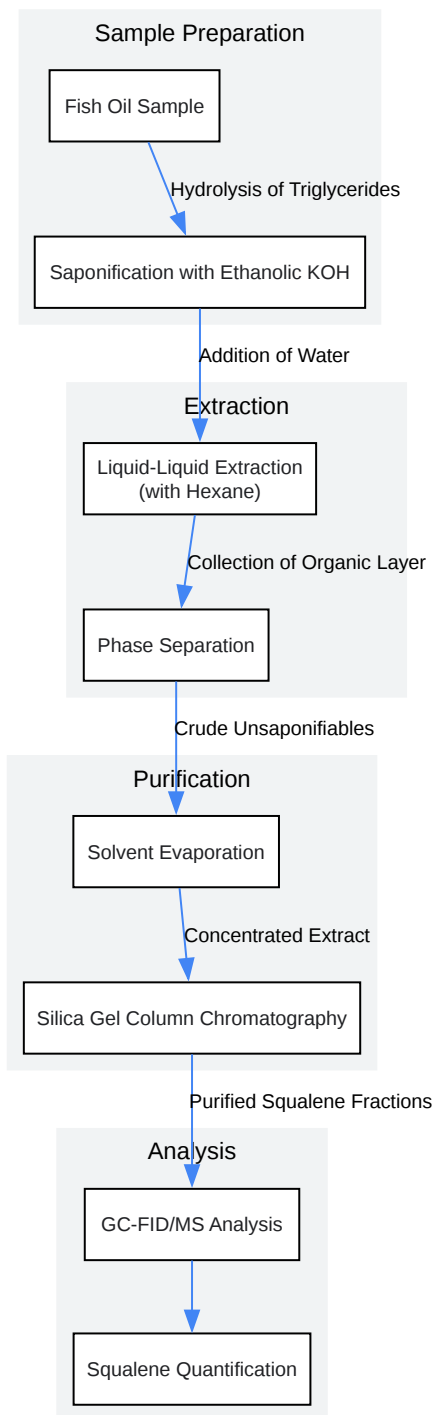 Sample Preparation
Fish Oil Sample
Hydrolysis of Triglycerides
Saponification with Ethanolic KOH
Addition of Water
Extraction
Liquid-Liquid Extraction
(with Hexane)
Collection of Organic Layer
Phase Separation
Crude Unsaponifiables
Purification
Solvent Evaporation
Concentrated Extract
Silica Gel Column Chromatography
Purified Squalene Fractions
Analysis
GC-FID/MS Analysis
Squalene Quantification